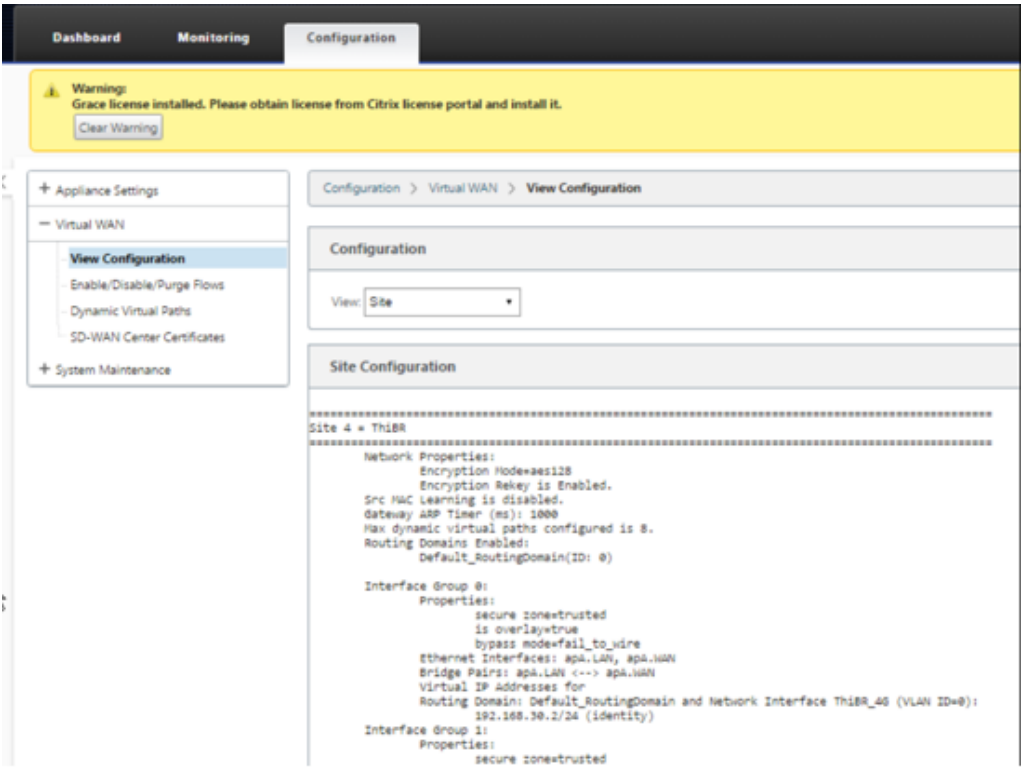 Dashboard Monitoring Configuration
Warning:
Grace license installed. Please obtain license from Citrix license portal and install it.
Clear Warning
+ Appliance Settings
− Virtual WAN
View Configuration
Enable/Disable/Purge Flows
Dynamic Virtual Paths
SD-WAN Center Certificates
+ System Maintenance
Configuration > Virtual WAN > View Configuration
Configuration
View: Site
Site Configuration
====================================================================================================
Site 4 = ThiBR
====================================================================================================
Network Properties:
Encryption Mode=aes128
Encryption Rekey is Enabled.
Src MAC Learning is disabled.
Gateway ARP Timer (ms): 1000
Max dynamic virtual paths configured is 8.
Routing Domains Enabled:
Default_RoutingDomain(ID: 0)
Interface Group 0:
Properties:
secure zone=trusted
is overlay=true
bypass mode=fail_to_wire
Ethernet Interfaces: apA.LAN, apA.WAN
Bridge Pairs: apA.LAN <--> apA.WAN
Virtual IP Addresses for
Routing Domain: Default_RoutingDomain and Network Interface ThiBR_4G (VLAN ID=0):
192.168.30.2/24 (identity)
Interface Group 1:
Properties:
secure zone=trusted